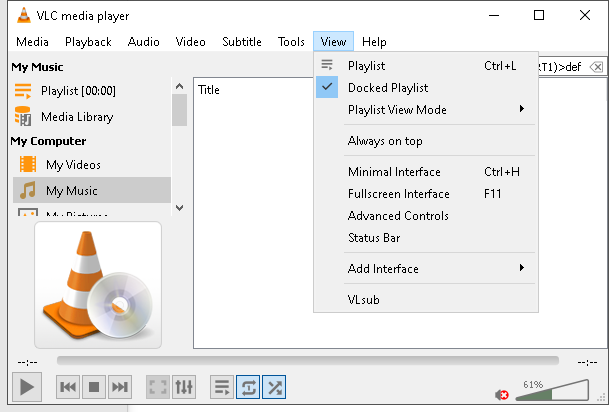 VLC media player
Media Playback Audio Video Subtitle Tools View Help
My Music
Playlist [00:00]
Media Library
My Computer
My Videos
My Music
My Pictures
Title
RT1)>def
Playlist Ctrl+L
Docked Playlist
Playlist View Mode
Always on top
Minimal Interface Ctrl+H
Fullscreen Interface F11
Advanced Controls
Status Bar
Add Interface
VLsub
--:--
--:--
61%